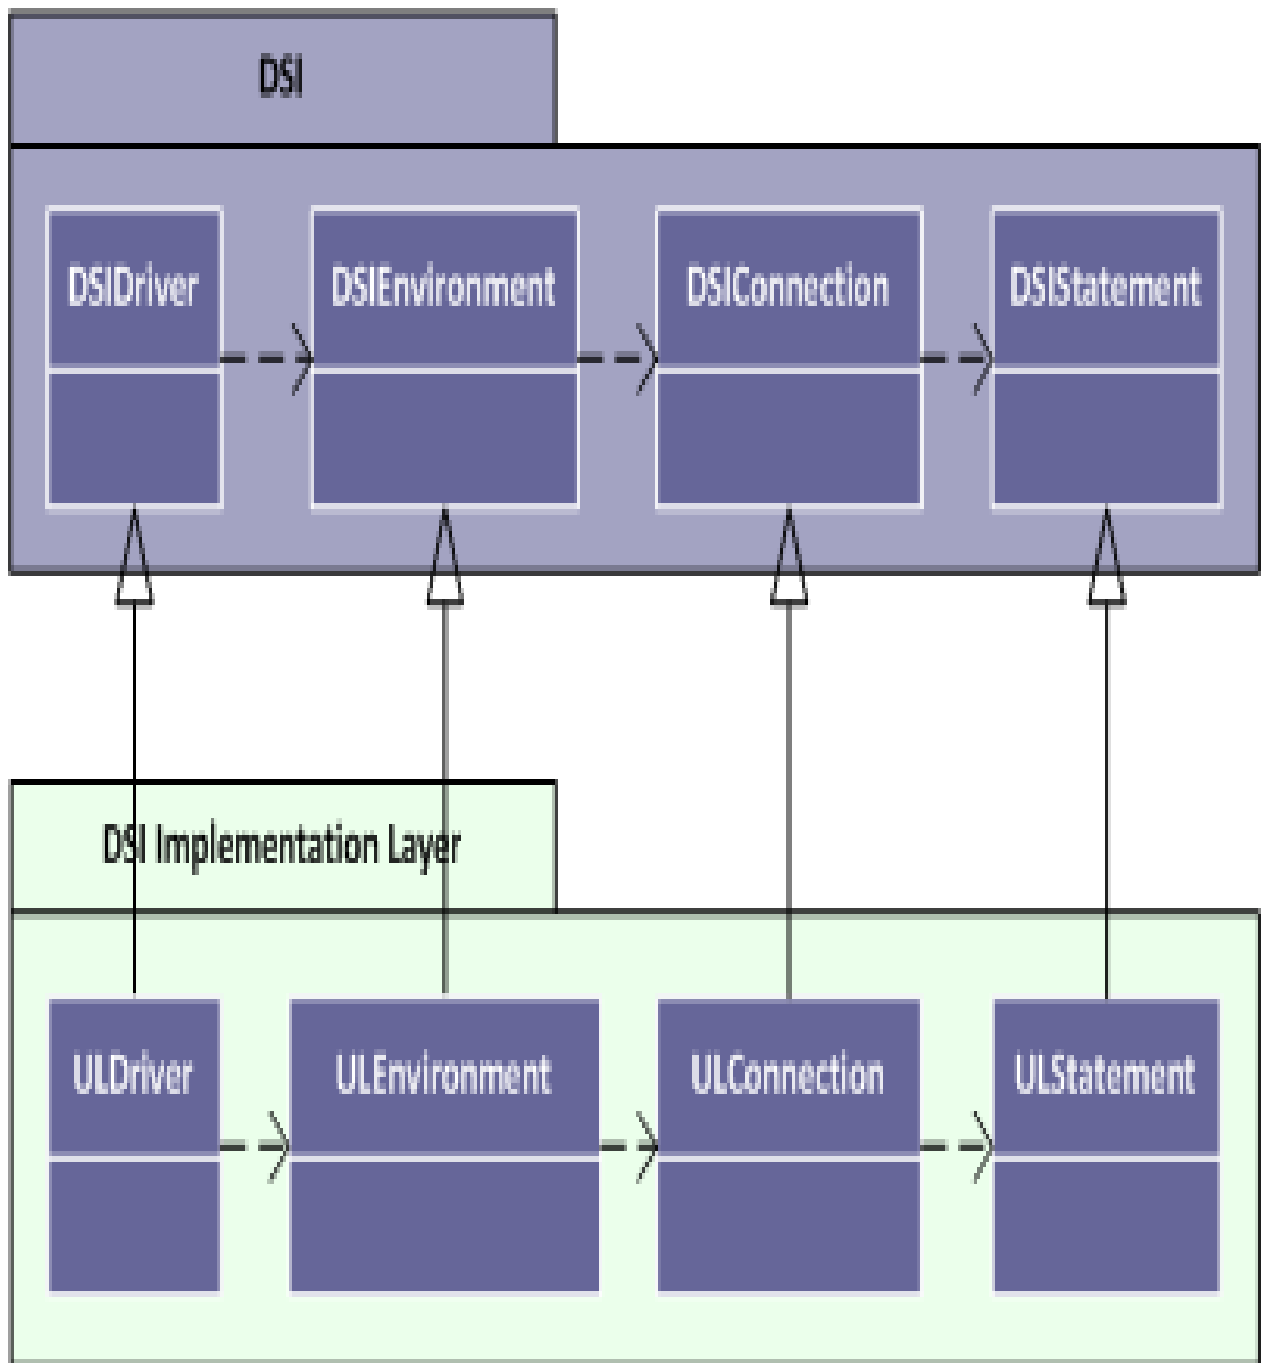 DSI
DSIDriver
DSIEnvironment
DSIConnection
DSIStatement
DSI Implementation Layer
ULDriver
ULEnvironment
ULConnection
ULStatement